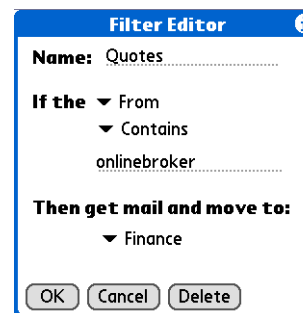 Filter Editor
Name: Quotes
If the From
Contains
onlinebroker
Then get mail and move to:
Finance
OK Cancel Delete